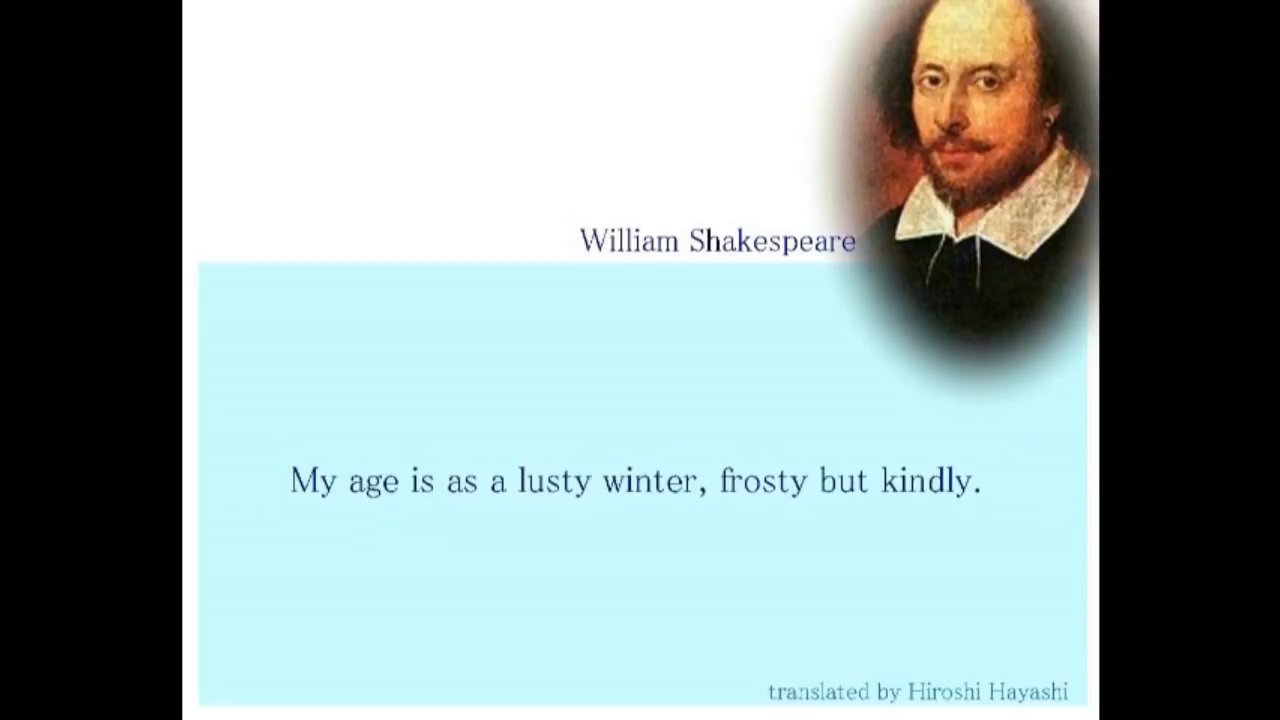 William Shakespeare
My age is as a lusty winter, frosty but kindly.
translated by Hiroshi Hayashi